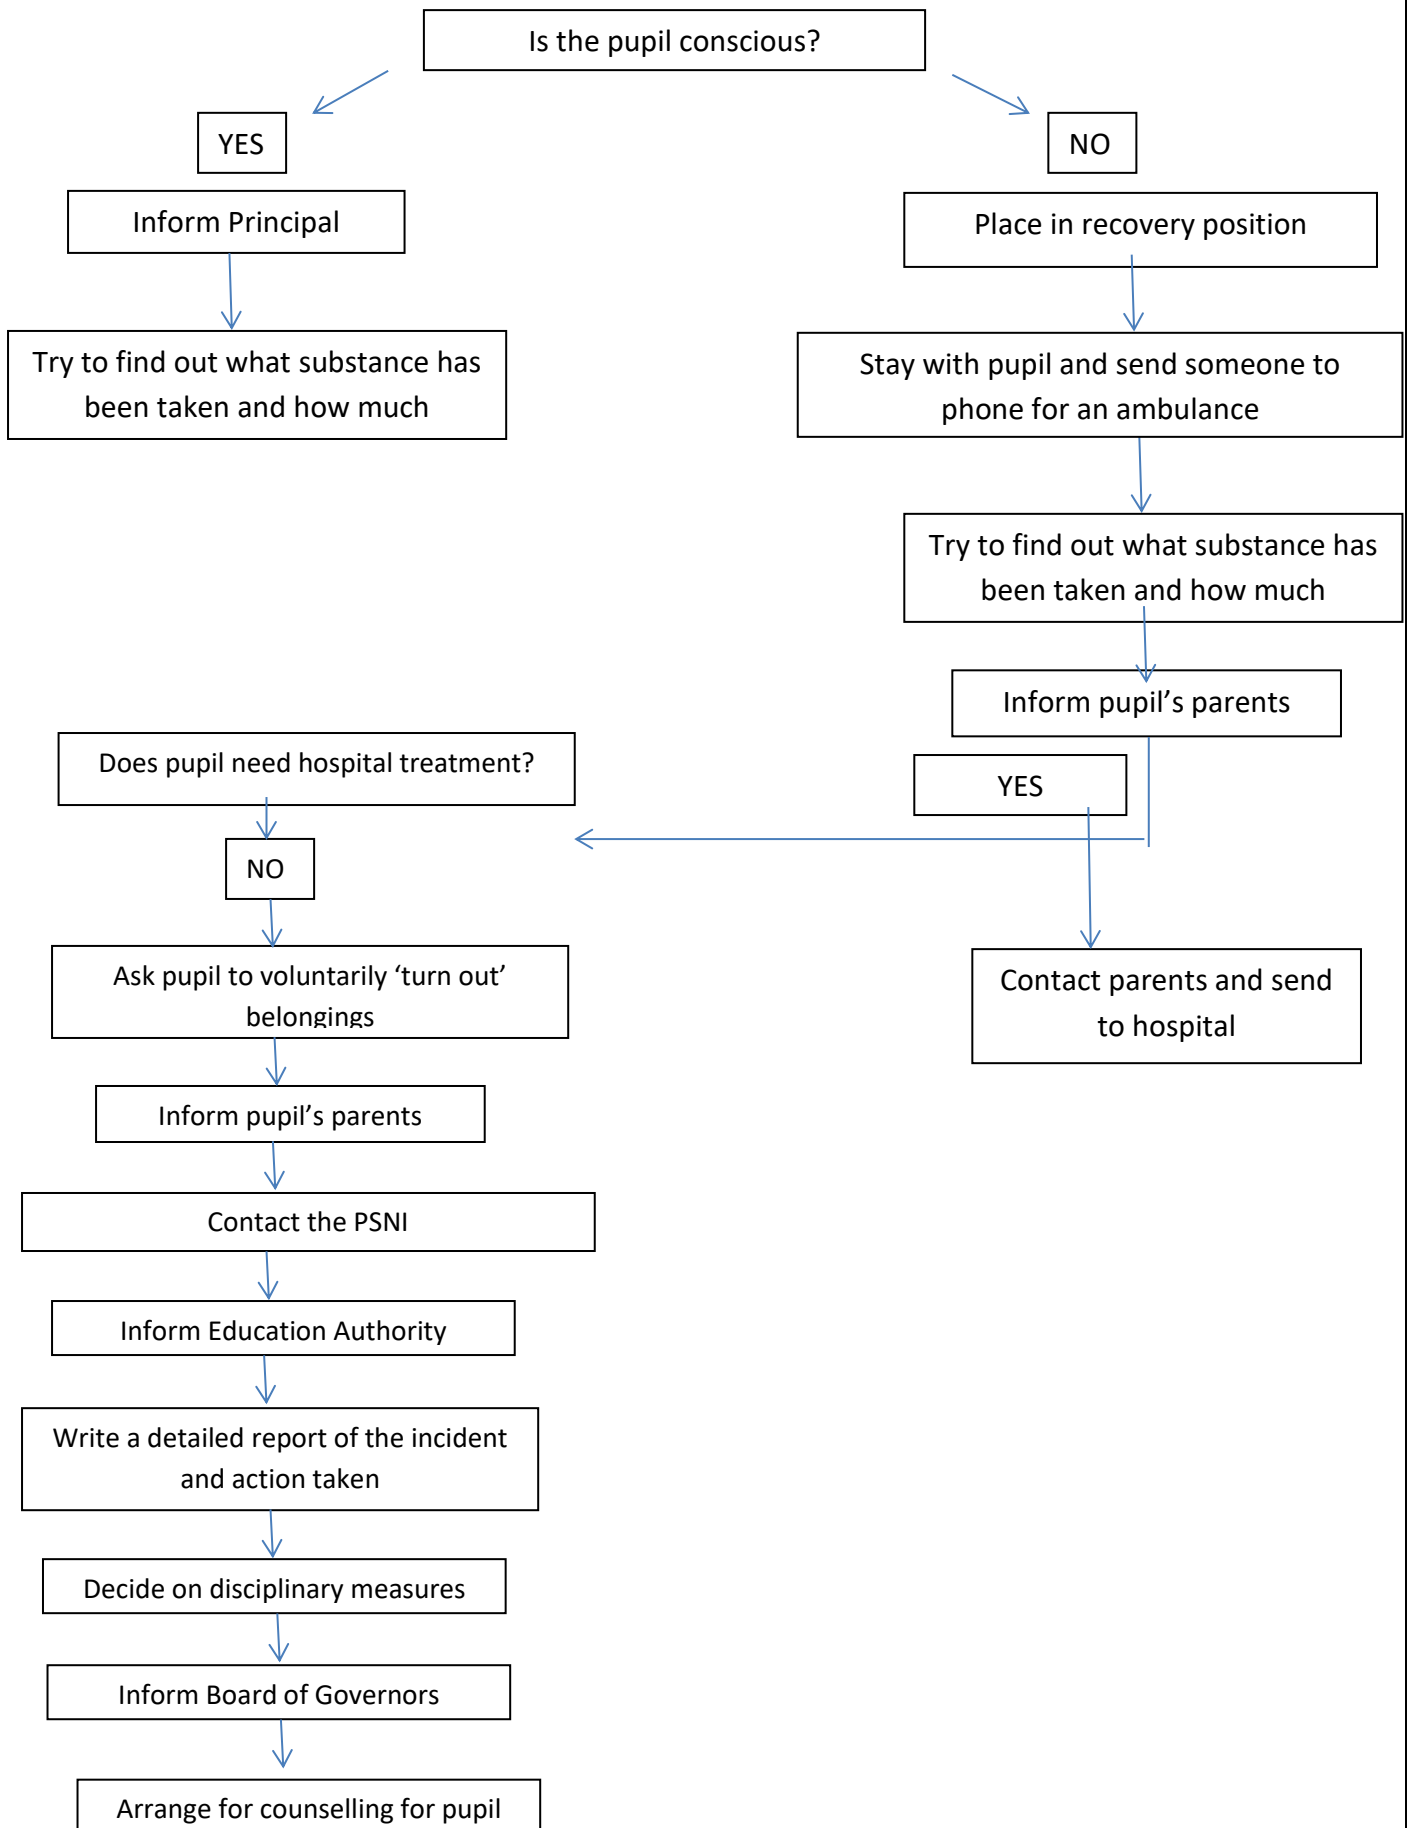 Is the pupil conscious?
YES
NO
Inform Principal
Place in recovery position
Try to find out what substance has
been taken and how much
Stay with pupil and send someone to
phone for an ambulance
Try to find out what substance has
been taken and how much
Inform pupil’s parents
Does pupil need hospital treatment?
YES
NO
Ask pupil to voluntarily ‘turn out’
belongings
Contact parents and send
to hospital
Inform pupil’s parents
Contact the PSNI
Inform Education Authority
Write a detailed report of the incident
and action taken
Decide on disciplinary measures
Inform Board of Governors
Arrange for counselling for pupil